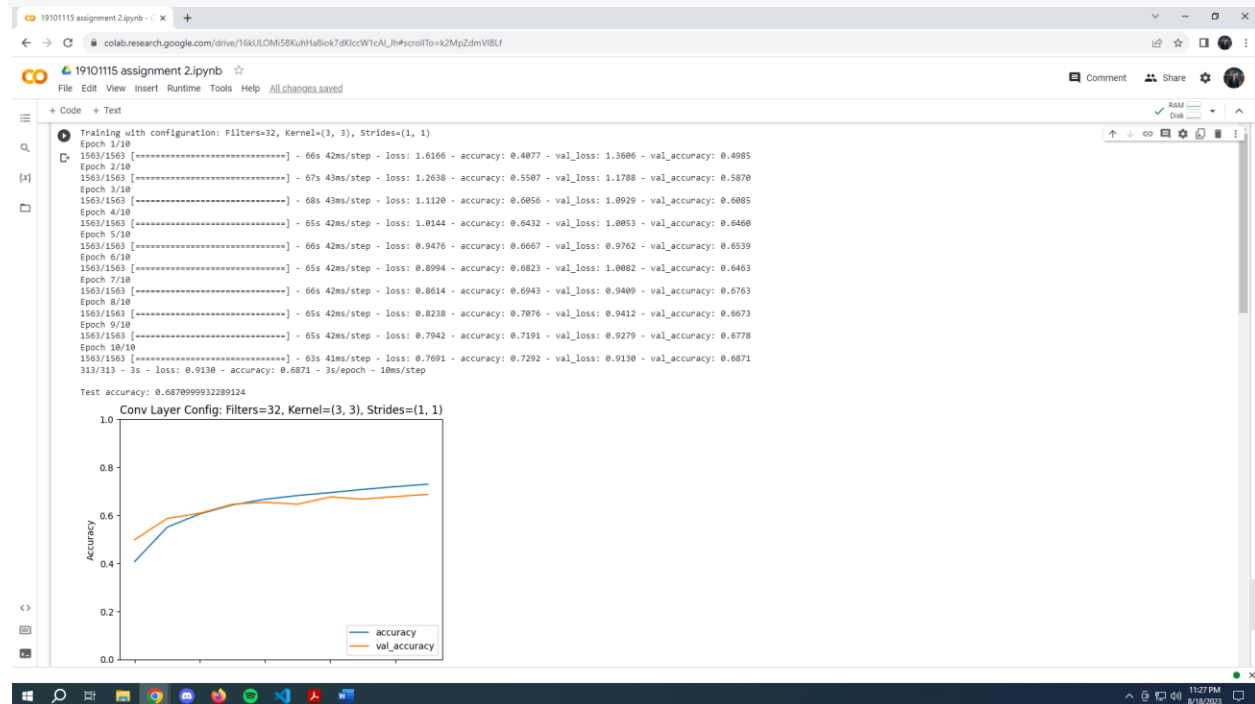 19101115 assignment 2.ipynb - C
colab.research.google.com/drive/16kULOMi5BKuhHa8iok7dKlccW1cAl_Jh#scrollTo=k2MpZdmVl8Lf
19101115 assignment 2.ipynb
File Edit View Insert Runtime Tools Help All changes saved
Comment Share
+ Code + Text
RAM
Disk
Training with configuration: Filters=32, Kernel=(3, 3), Strides=(1, 1)
Epoch 1/10
1563/1563 [==============================] - 66s 42ms/step - loss: 1.6166 - accuracy: 0.4077 - val_loss: 1.3606 - val_accuracy: 0.4985
Epoch 2/10
1563/1563 [==============================] - 67s 43ms/step - loss: 1.2638 - accuracy: 0.5507 - val_loss: 1.1788 - val_accuracy: 0.5870
Epoch 3/10
1563/1563 [==============================] - 68s 43ms/step - loss: 1.1120 - accuracy: 0.6056 - val_loss: 1.0929 - val_accuracy: 0.6085
Epoch 4/10
1563/1563 [==============================] - 65s 42ms/step - loss: 1.0144 - accuracy: 0.6432 - val_loss: 1.0053 - val_accuracy: 0.6460
Epoch 5/10
1563/1563 [==============================] - 66s 42ms/step - loss: 0.9476 - accuracy: 0.6667 - val_loss: 0.9762 - val_accuracy: 0.6539
Epoch 6/10
1563/1563 [==============================] - 65s 42ms/step - loss: 0.8994 - accuracy: 0.6823 - val_loss: 1.0082 - val_accuracy: 0.6463
Epoch 7/10
1563/1563 [==============================] - 66s 42ms/step - loss: 0.8614 - accuracy: 0.6943 - val_loss: 0.9409 - val_accuracy: 0.6763
Epoch 8/10
1563/1563 [==============================] - 65s 42ms/step - loss: 0.8238 - accuracy: 0.7076 - val_loss: 0.9412 - val_accuracy: 0.6673
Epoch 9/10
1563/1563 [==============================] - 65s 42ms/step - loss: 0.7942 - accuracy: 0.7191 - val_loss: 0.9279 - val_accuracy: 0.6778
Epoch 10/10
1563/1563 [==============================] - 63s 41ms/step - loss: 0.7691 - accuracy: 0.7292 - val_loss: 0.9130 - val_accuracy: 0.6871
313/313 - 3s - loss: 0.9130 - accuracy: 0.6871 - 3s/epoch - 10ms/step
Test accuracy: 0.6870999932289124
Conv Layer Config: Filters=32, Kernel=(3, 3), Strides=(1, 1)
1.0
0.8
0.6
0.4
0.2
0.0
Accuracy
accuracy
val_accuracy
11:27 PM
8/18/2023